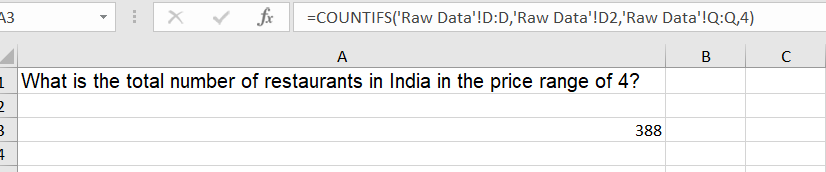 A3 fx =COUNTIFS('Raw Data'!D:D,'Raw Data'!D2,'Raw Data'!Q:Q,4)
A B C
1 What is the total number of restaurants in India in the price range of 4?
2
3 388
4